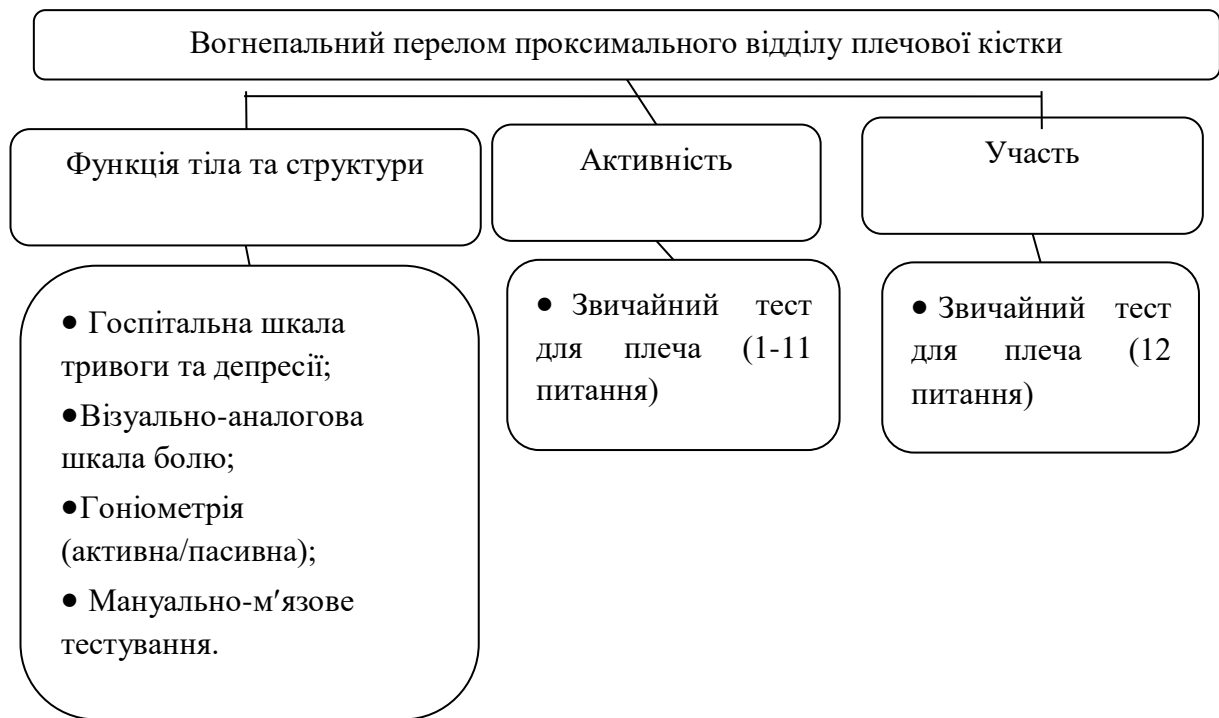 Вогнепальний перелом проксимального відділу плечової кістки
Функція тіла та структури
Активність
Участь
● Госпітальна шкала
тривоги та депресії;
●Візуально-аналогова
шкала болю;
●Гоніометрія
(активна/пасивна);
● Мануально-м′язове
тестування.
● Звичайний тест
для плеча (1-11
питання)
● Звичайний тест
для плеча (12
питання)